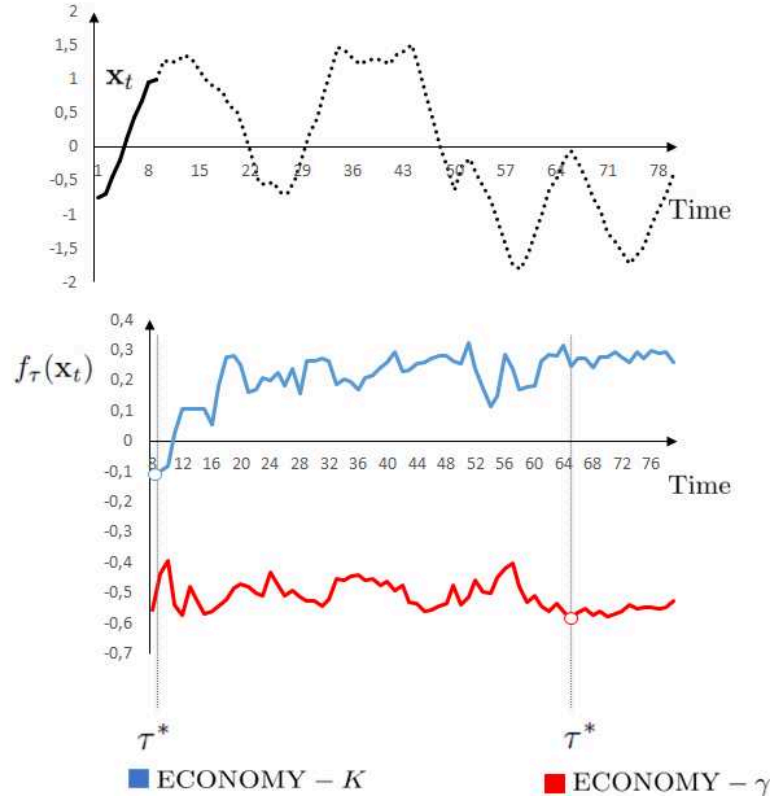 2
1,5
1
x_t
0,5
0
1 8 15 22 29 36 43 50 57 64 71 78
-0,5
-1
Time
-1,5
-2
0,4
0,3
f_τ(x_t)
0,2
0,1
0
8 12 16 20 24 28 32 36 40 44 48 52 56 60 64 68 72 76
-0,1
Time
-0,2
-0,3
-0,4
-0,5
-0,6
-0,7
τ* τ*
ECONOMY – K ECONOMY – γ